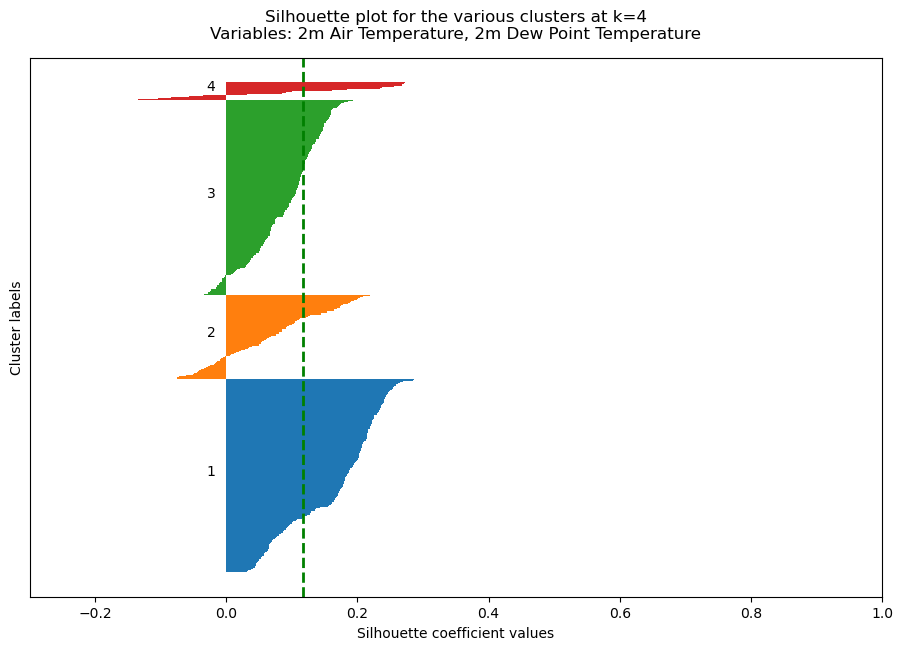 Silhouette plot for the various clusters at k=4
Variables: 2m Air Temperature, 2m Dew Point Temperature
Cluster labels
4
3
2
1
−0.2
0.0
0.2
0.4
0.6
0.8
1.0
Silhouette coefficient values